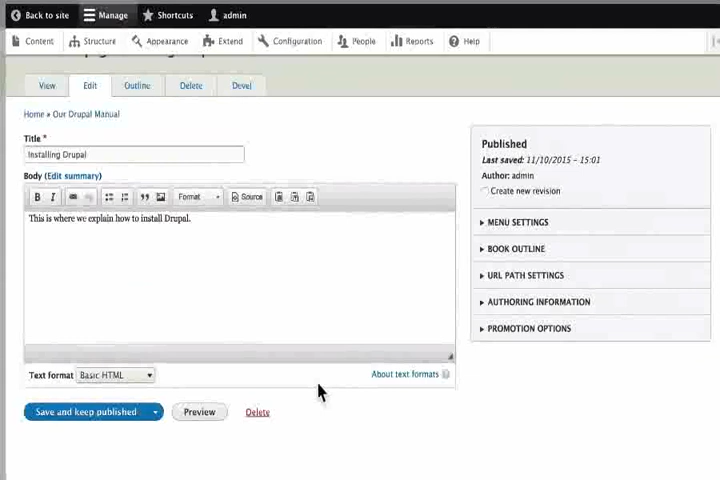 Back to site Manage Shortcuts admin
Content Structure Appearance Extend Configuration People Reports Help
View Edit Outline Delete Devel
Home » Our Drupal Manual
Title *
Installing Drupal
Body (Edit summary)
B I Format Source
This is where we explain how to install Drupal.
Text format Basic HTML About text formats ?
Save and keep published Preview Delete
Published
Last saved: 11/10/2015 - 15:01
Author: admin
Create new revision
MENU SETTINGS
BOOK OUTLINE
URL PATH SETTINGS
AUTHORING INFORMATION
PROMOTION OPTIONS